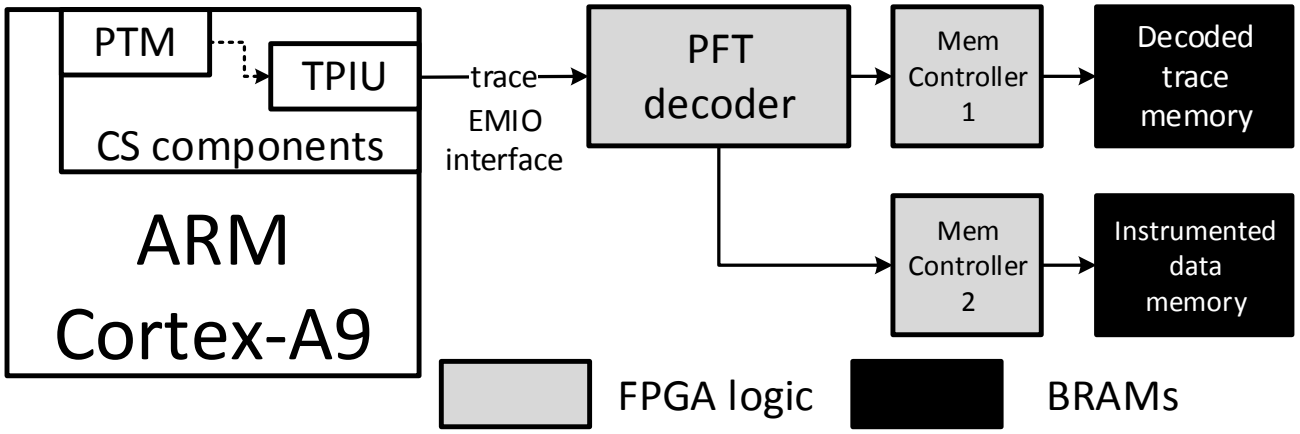 PTM
TPIU
CS components
ARM
Cortex-A9
trace
EMIO
interface
PFT
decoder
Mem
Controller
1
Decoded
trace
memory
Mem
Controller
2
Instrumented
data
memory
FPGA logic
BRAMs